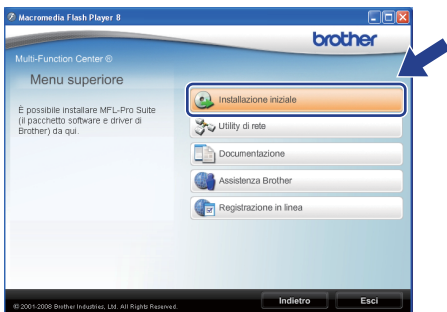 Macromedia Flash Player 8
brother
Multi-Function Center ®
Menu superiore
È possibile installare MFL-Pro Suite
(il pacchetto software e driver di
Brother) da qui.
Installazione iniziale
Utility di rete
Documentazione
Assistenza Brother
Registrazione in linea
© 2001-2008 Brother Industries, Ltd. All Rights Reserved.
Indietro
Esci